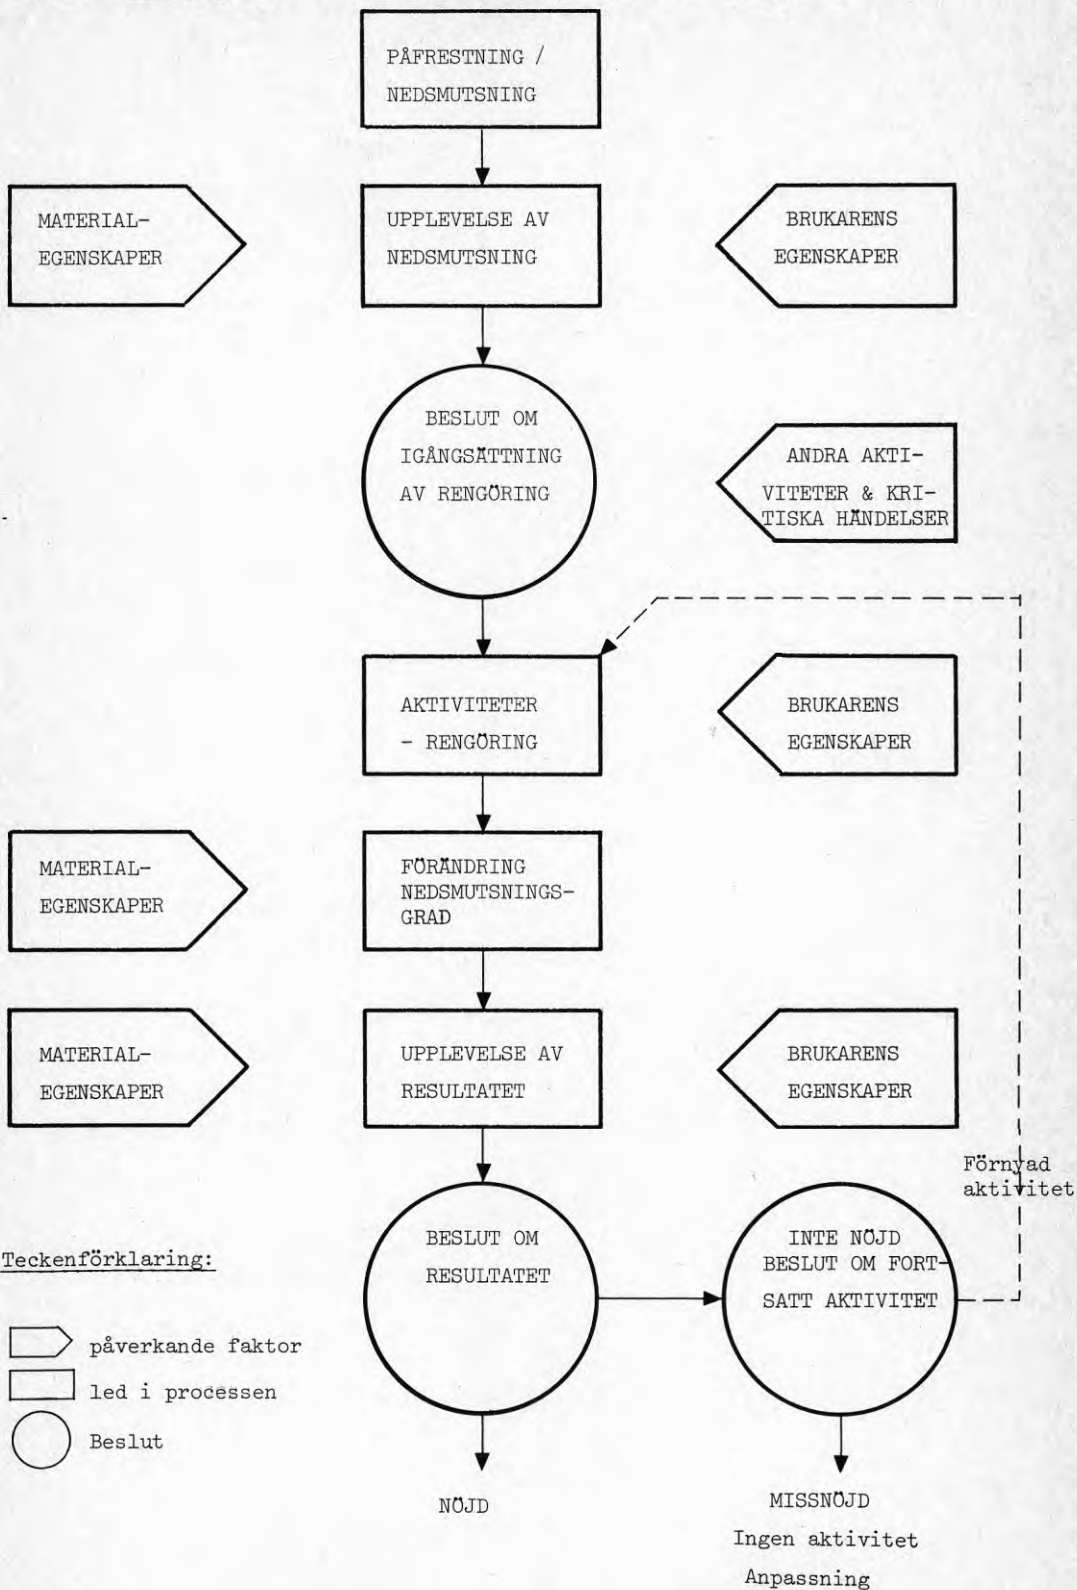 PÅFRESTNING /
NEDSMUTSNING
MATERIAL-
EGENSKAPER
UPPLEVELSE AV
NEDSMUTSNING
BRUKARENS
EGENSKAPER
BESLUT OM
IGÅNGSÄTTNING
AV RENGÖRING
ANDRA AKTI-
VITETER & KRI-
TISKA HÄNDELSER
AKTIVITETER
- RENGÖRING
BRUKARENS
EGENSKAPER
MATERIAL-
EGENSKAPER
FÖRÄNDRING
NEDSMUTSNINGS-
GRAD
MATERIAL-
EGENSKAPER
UPPLEVELSE AV
RESULTATET
BRUKARENS
EGENSKAPER
Förnyad
aktivitet
BESLUT OM
RESULTATET
INTE NÖJD
BESLUT OM FORT-
SATT AKTIVITET
Teckenförklaring:
påverkande faktor
led i processen
Beslut
NÖJD
MISSNÖJD
Ingen aktivitet
Anpassning